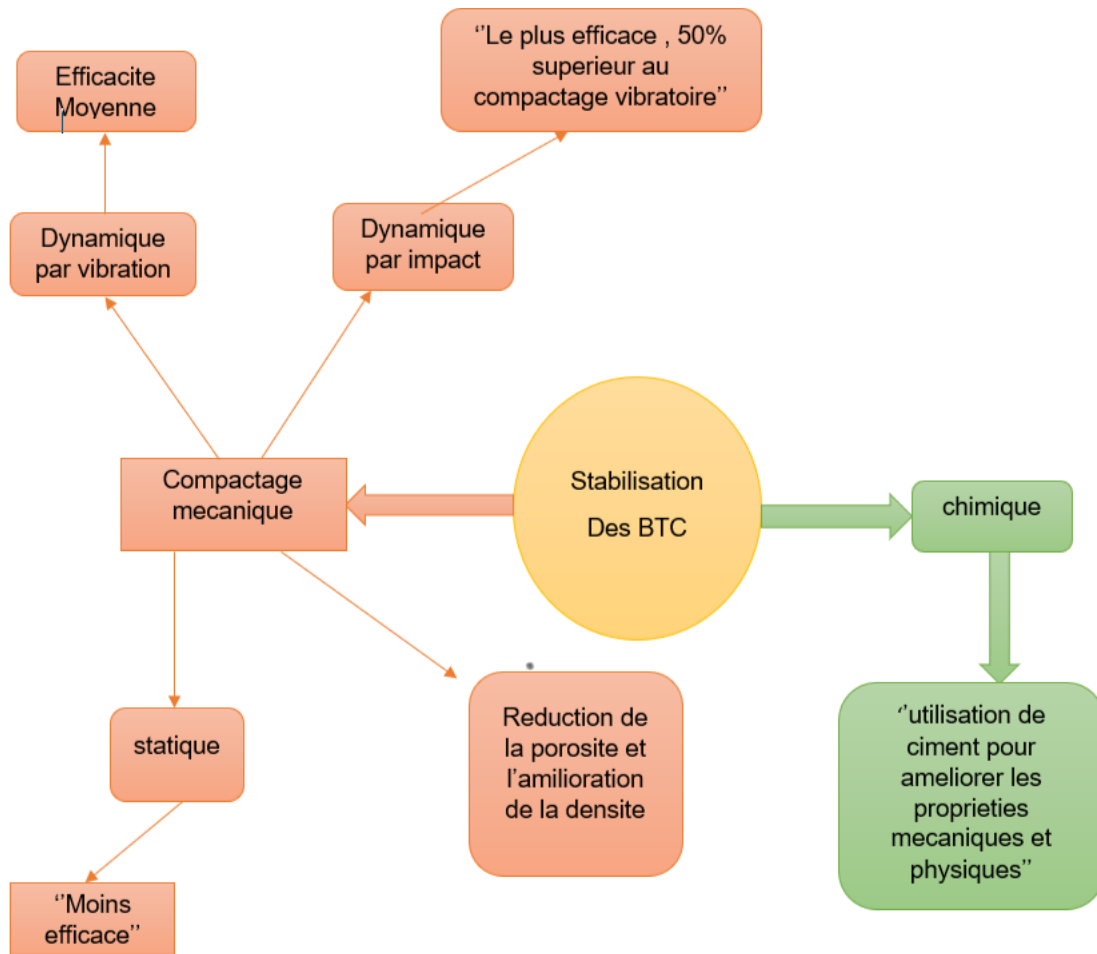 ‘’Le plus efficace , 50%
superieur au
compactage vibratoire’’
Efficacite
Moyenne
Dynamique
par vibration
Dynamique
par impact
Compactage
mecanique
Stabilisation
Des BTC
chimique
statique
Reduction de
la porosite et
l’amilioration
de la densite
‘’utilisation de
ciment pour
ameliorer les
proprieties
mecaniques et
physiques’’
‘’Moins
efficace’’